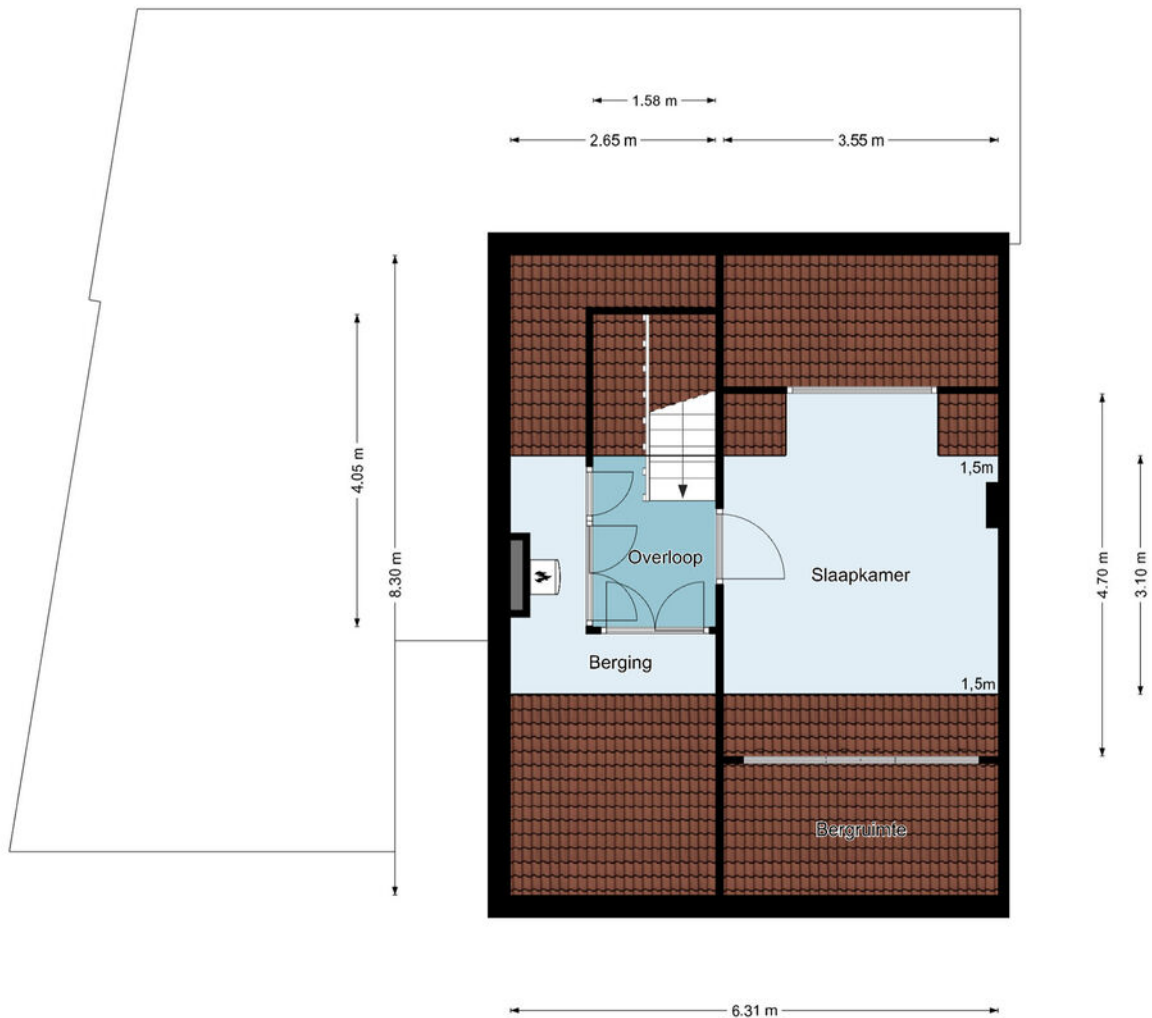 1.58 m
2.65 m
3.55 m
4.05 m
8.30 m
4.70 m
3.10 m
1,5m
Overloop
Slaapkamer
Berging
1,5m
Bergruimte
6.31 m